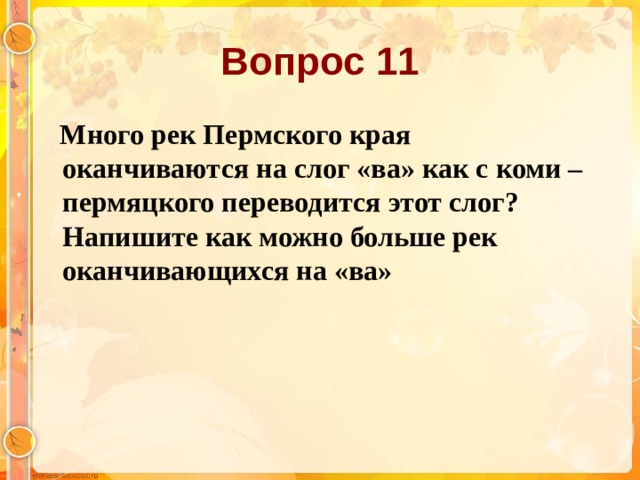 Вопрос 11
Много рек Пермского края
оканчиваются на слог «ва» как с коми –
пермяцкого переводится этот слог?
Напишите как можно больше рек
оканчивающихся на «ва»